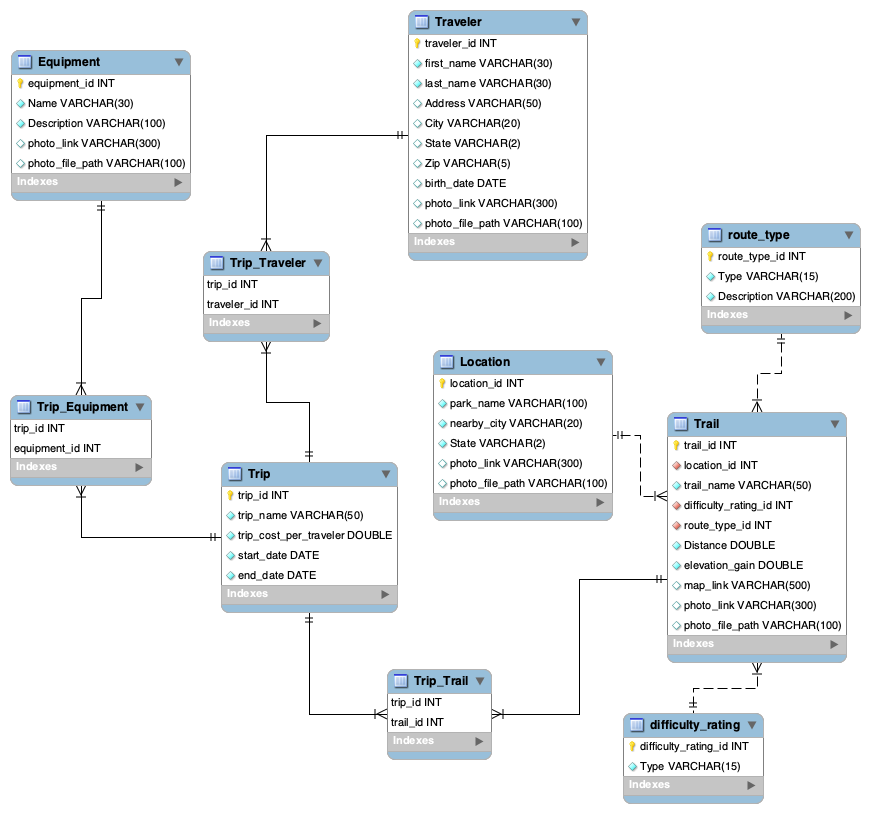 Traveler
traveler_id INT
first_name VARCHAR(30)
last_name VARCHAR(30)
Address VARCHAR(50)
City VARCHAR(20)
State VARCHAR(2)
Zip VARCHAR(5)
birth_date DATE
photo_link VARCHAR(300)
photo_file_path VARCHAR(100)
Indexes
Equipment
equipment_id INT
Name VARCHAR(30)
Description VARCHAR(100)
photo_link VARCHAR(300)
photo_file_path VARCHAR(100)
Indexes
Trip_Traveler
trip_id INT
traveler_id INT
Indexes
route_type
route_type_id INT
Type VARCHAR(15)
Description VARCHAR(200)
Indexes
Location
location_id INT
park_name VARCHAR(100)
nearby_city VARCHAR(20)
State VARCHAR(2)
photo_link VARCHAR(300)
photo_file_path VARCHAR(100)
Indexes
Trip_Equipment
trip_id INT
equipment_id INT
Indexes
Trip
trip_id INT
trip_name VARCHAR(50)
trip_cost_per_traveler DOUBLE
start_date DATE
end_date DATE
Indexes
Trail
trail_id INT
location_id INT
trail_name VARCHAR(50)
difficulty_rating_id INT
route_type_id INT
Distance DOUBLE
elevation_gain DOUBLE
map_link VARCHAR(500)
photo_link VARCHAR(300)
photo_file_path VARCHAR(100)
Indexes
Trip_Trail
trip_id INT
trail_id INT
Indexes
difficulty_rating
difficulty_rating_id INT
Type VARCHAR(15)
Indexes